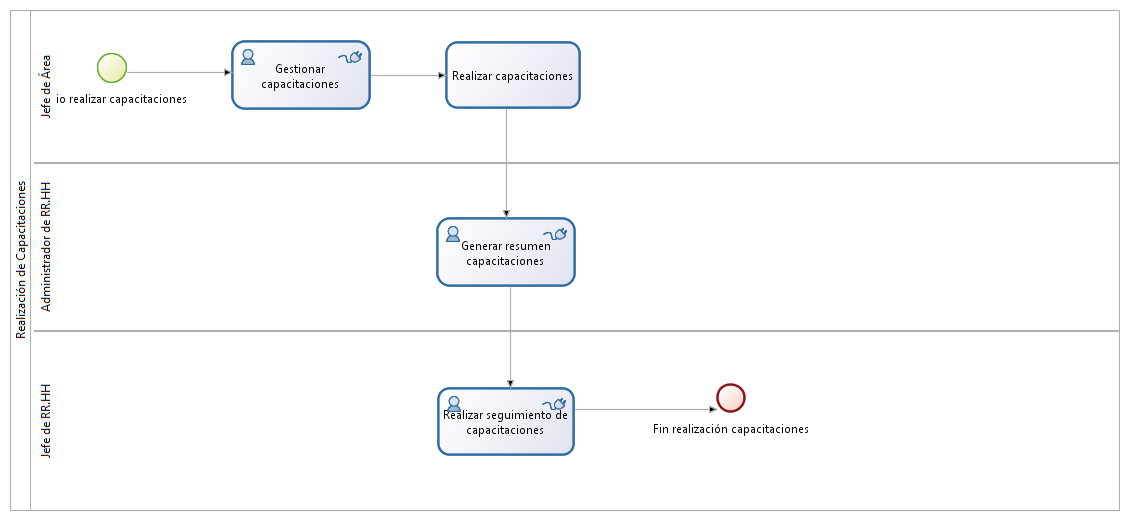 Realización de Capacitaciones
Jefe de Área
io realizar capacitaciones
Gestionar
capacitaciones
Realizar capacitaciones
Administrador de RR.HH
Generar resumen
capacitaciones
Jefe de RR.HH
Realizar seguimiento de
capacitaciones
Fin realización capacitaciones